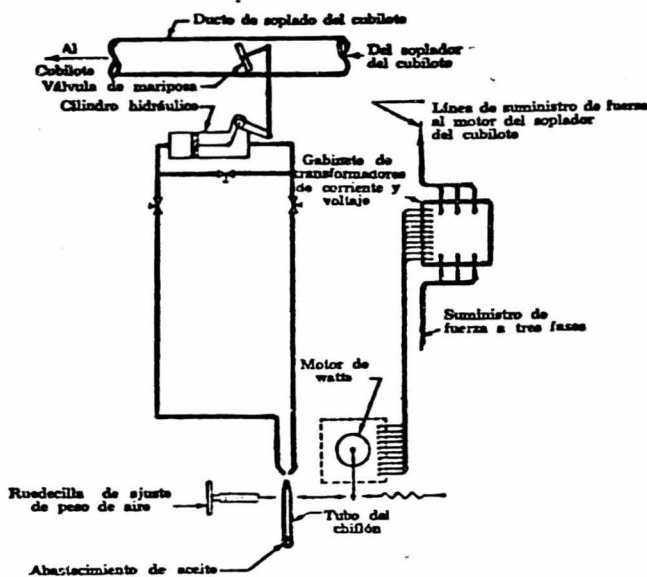 Ducto de soplado del cubilote
Al
Cubilote
Del soplador
del cubilote
Válvula de mariposa
Cilindro hidráulico
Línea de suministro de fuerza
al motor del soplador
del cubilote
Gabinete de
transformadores
de corriente y
voltaje
Suministro de
fuerza a tres fases
Motor de
watts
Ruedecilla de ajuste
de peso de aire
Tubo del
chiflón
Abastecimiento de aceite